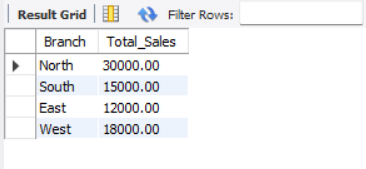 Result Grid Filter Rows:
Branch Total_Sales
North 30000.00
South 15000.00
East 12000.00
West 18000.00